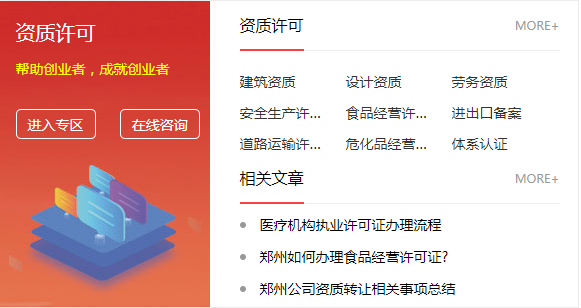 资质许可
帮助创业者，成就创业者
进入专区 在线咨询
资质许可 MORE+
建筑资质 设计资质 劳务资质
安全生产许... 食品经营许... 进出口备案
道路运输许... 危化品经营... 体系认证
相关文章 MORE+
医疗机构执业许可证办理流程
郑州如何办理食品经营许可证?
郑州公司资质转让相关事项总结